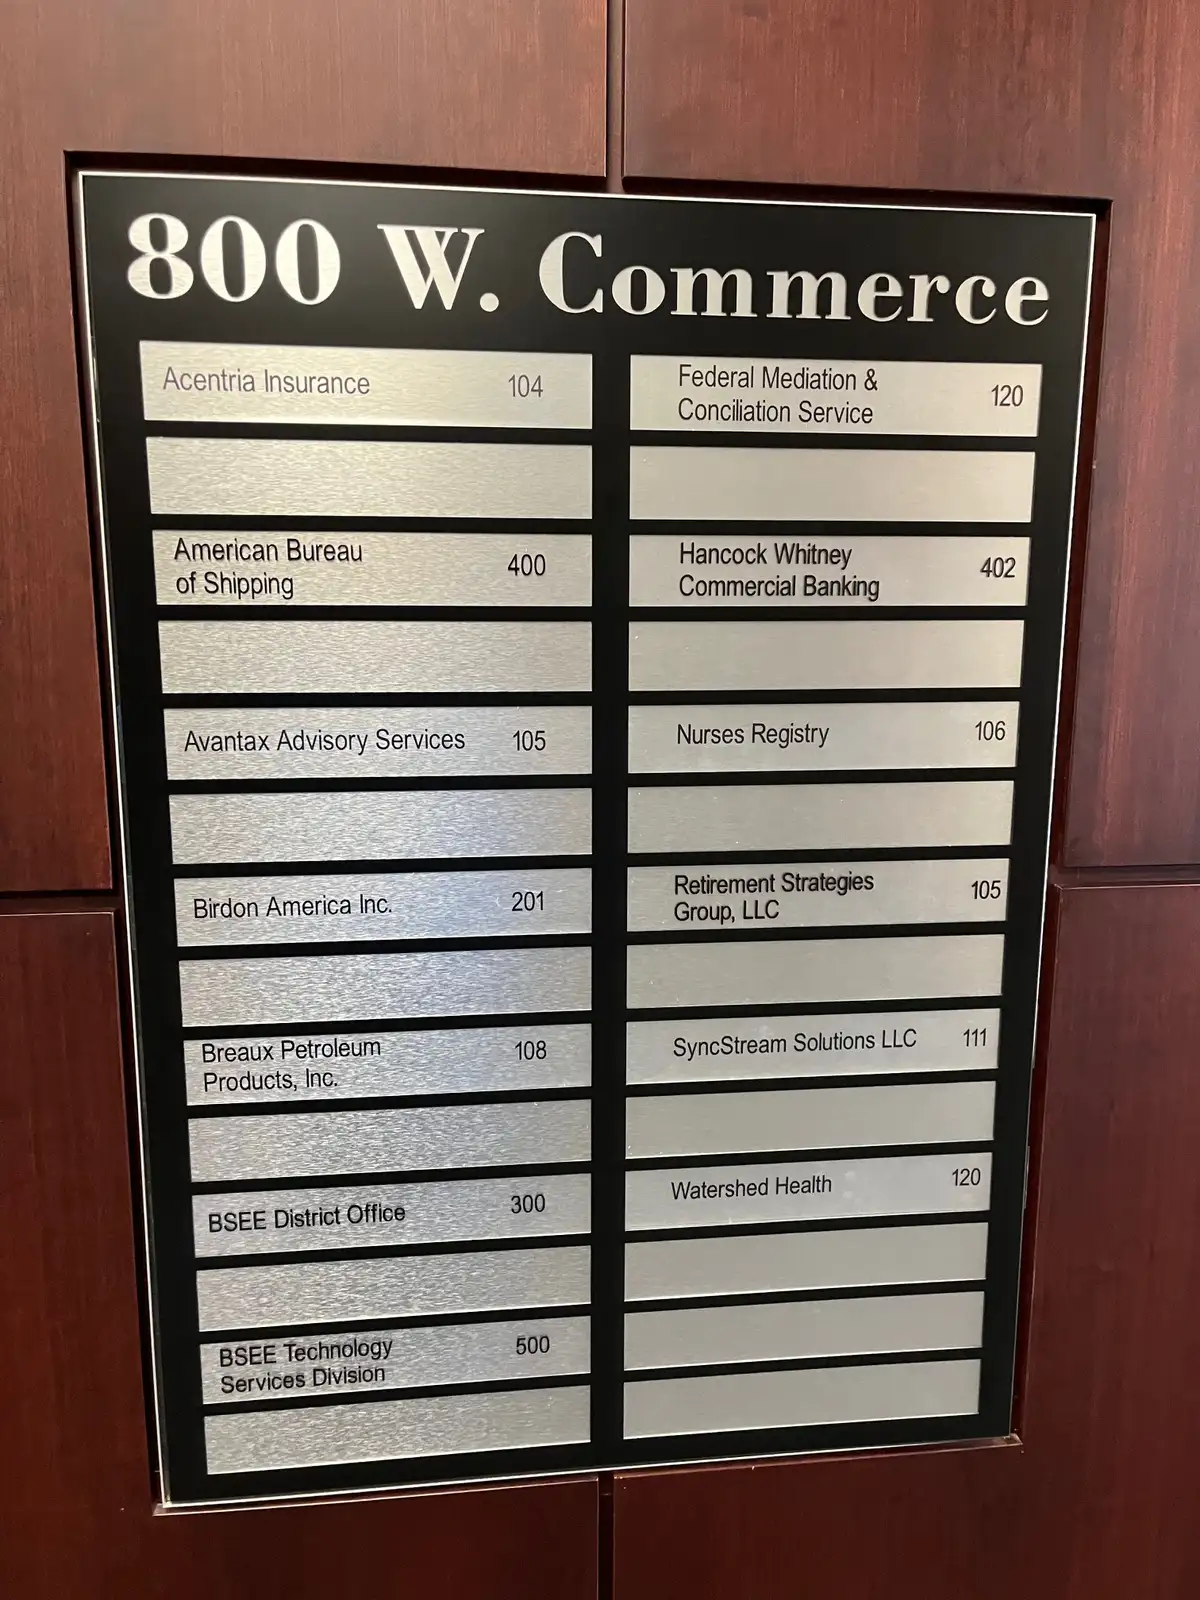 800 W. Commerce
Acentria Insurance 104
American Bureau
of Shipping 400
Avantax Advisory Services 105
Birdon America Inc. 201
Breaux Petroleum
Products, Inc. 108
BSEE District Office 300
BSEE Technology
Services Division 500
Federal Mediation &
Conciliation Service 120
Hancock Whitney
Commercial Banking 402
Nurses Registry 106
Retirement Strategies
Group, LLC 105
SyncStream Solutions LLC 111
Watershed Health 120